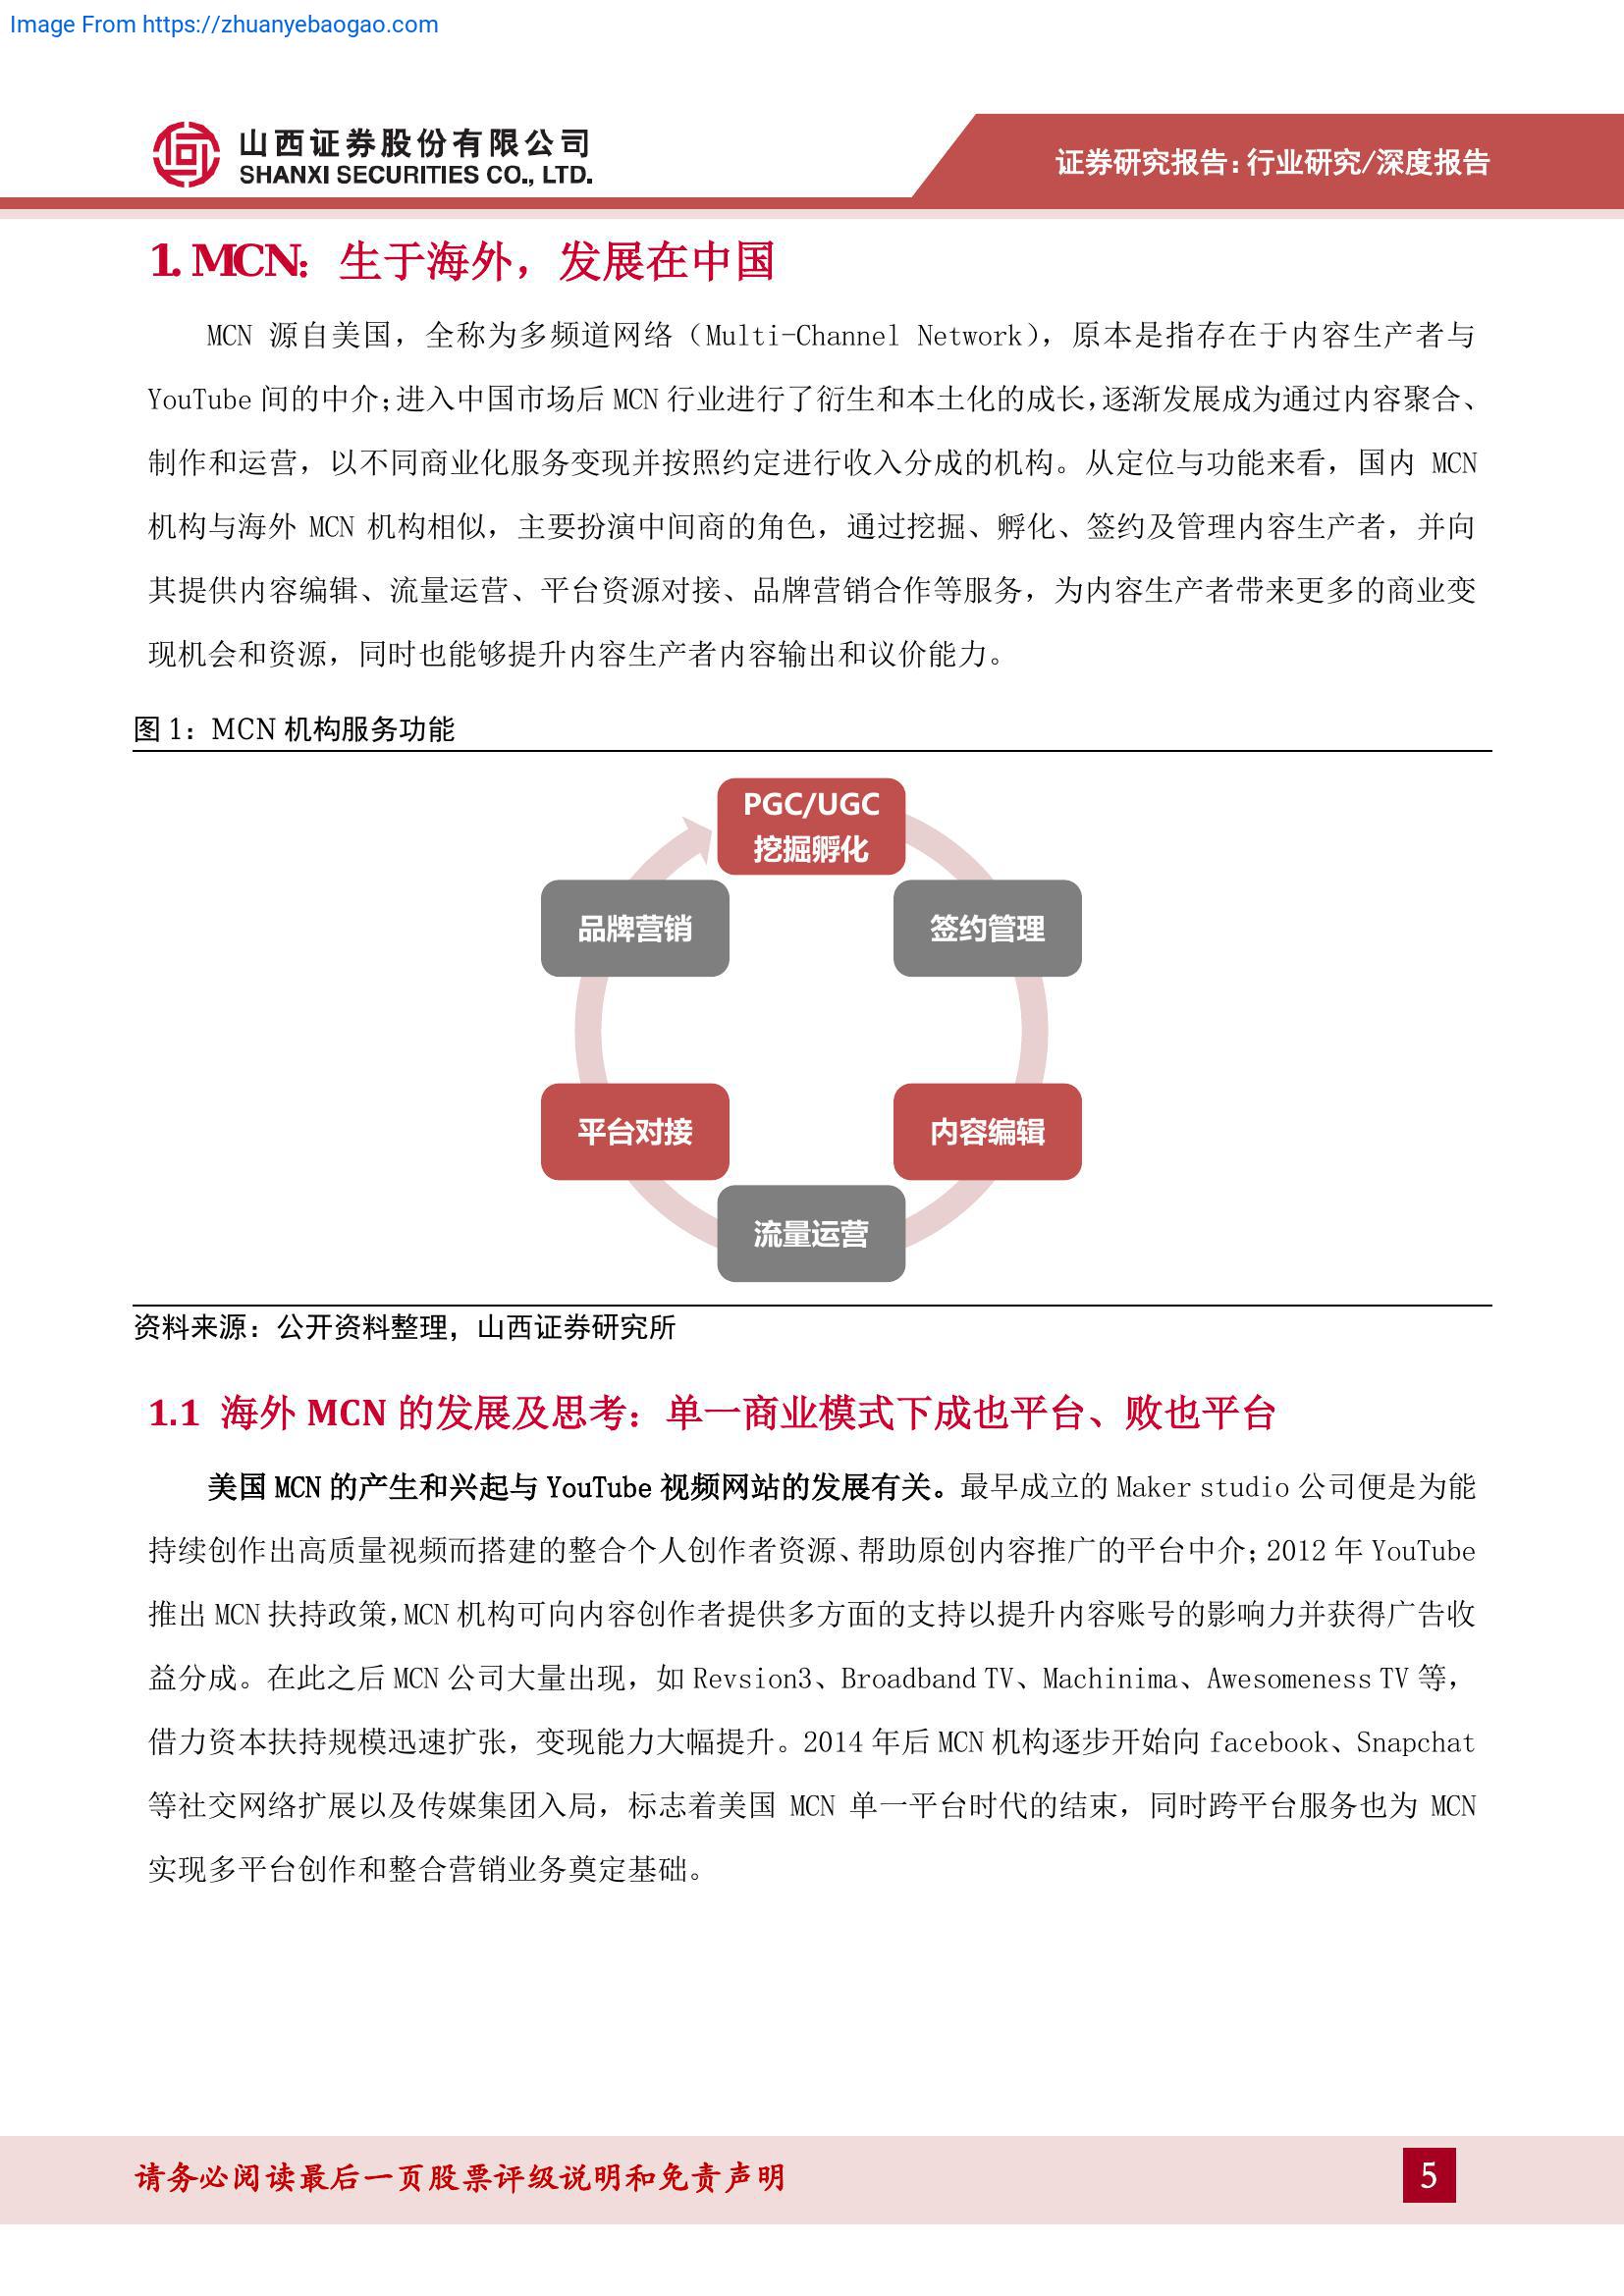 Image From https://zhuanyebaogao.com
山西证券股份有限公司
SHANXI SECURITIES CO., LTD.
证券研究报告：行业研究/深度报告
1. MCN：生于海外，发展在中国
MCN 源自美国，全称为多频道网络（Multi-Channel Network），原本是指存在于内容生产者与
YouTube 间的中介；进入中国市场后 MCN 行业进行了衍生和本土化的成长，逐渐发展成为通过内容聚合、
制作和运营，以不同商业化服务变现并按照约定进行收入分成的机构。从定位与功能来看，国内 MCN
机构与海外 MCN 机构相似，主要扮演中间商的角色，通过挖掘、孵化、签约及管理内容生产者，并向
其提供内容编辑、流量运营、平台资源对接、品牌营销合作等服务，为内容生产者带来更多的商业变
现机会和资源，同时也能够提升内容生产者内容输出和议价能力。
图 1：MCN 机构服务功能
PGC/UGC
挖掘孵化
品牌营销
签约管理
平台对接
内容编辑
流量运营
资料来源：公开资料整理，山西证券研究所
1.1 海外 MCN 的发展及思考：单一商业模式下成也平台、败也平台
美国 MCN 的产生和兴起与 YouTube 视频网站的发展有关。最早成立的 Maker studio 公司便是为能
持续创作出高质量视频而搭建的整合个人创作者资源、帮助原创内容推广的平台中介；2012 年 YouTube
推出 MCN 扶持政策，MCN 机构可向内容创作者提供多方面的支持以提升内容账号的影响力并获得广告收
益分成。在此之后 MCN 公司大量出现，如 Revsion3、Broadband TV、Machinima、Awesomeness TV 等，
借力资本扶持规模迅速扩张，变现能力大幅提升。2014 年后 MCN 机构逐步开始向 facebook、Snapchat
等社交网络扩展以及传媒集团入局，标志着美国 MCN 单一平台时代的结束，同时跨平台服务也为 MCN
实现多平台创作和整合营销业务奠定基础。
请务必阅读最后一页股票评级说明和免责声明
5